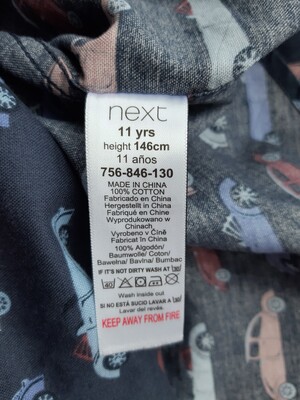 next
11 yrs
height 146cm
11 años
756-846-130
MADE IN CHINA
100% COTTON
Fabricado en China
Hergestellt in China
Fabriqué en Chine
Wyprodukowano w
Chinach
Vyrobeno v Číně
Fabricat în China
100% Algodón/
Baumwolle/ Coton/
Bawełna/ Bavlna/ Bumbac
IF IT'S NOT DIRTY WASH AT 30
40
Wash inside out
SI NO ESTÁ SUCIO LAVAR A 30
Lavar del revés.
KEEP AWAY FROM FIRE